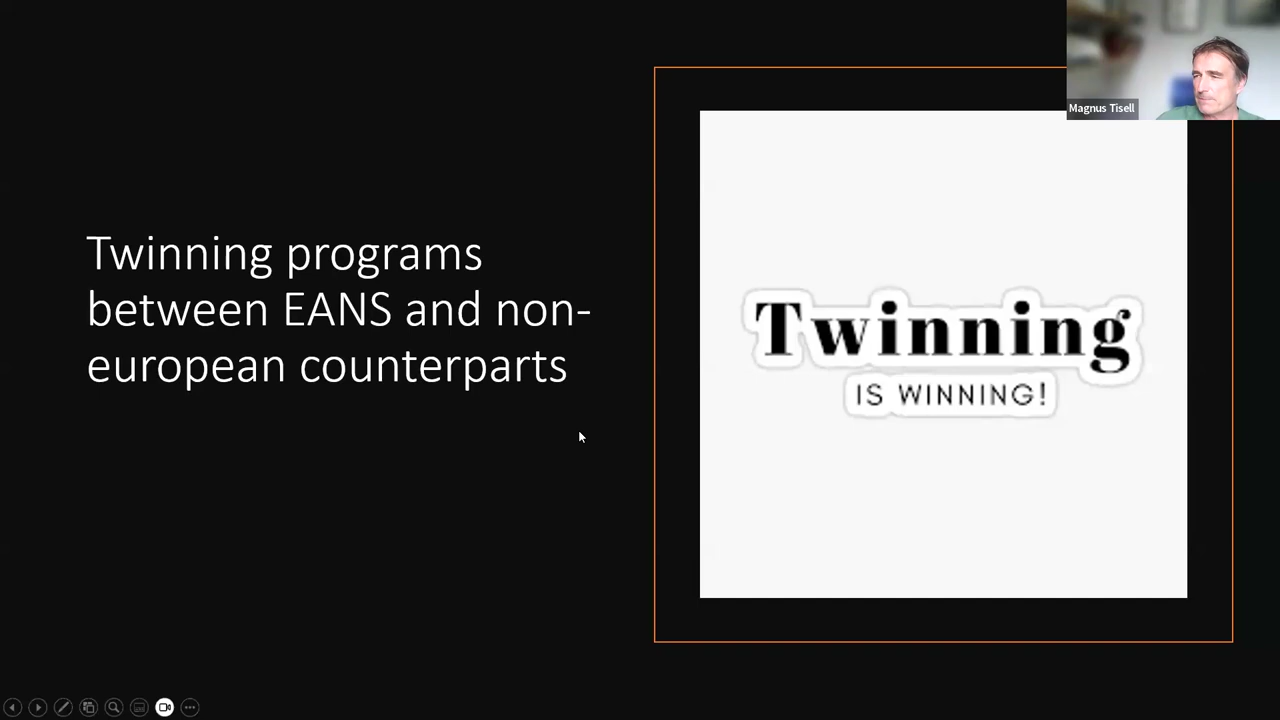 Twinning programs
between EANS and non-
european counterparts
Magnus Tisell
Twinning
IS WINNING!